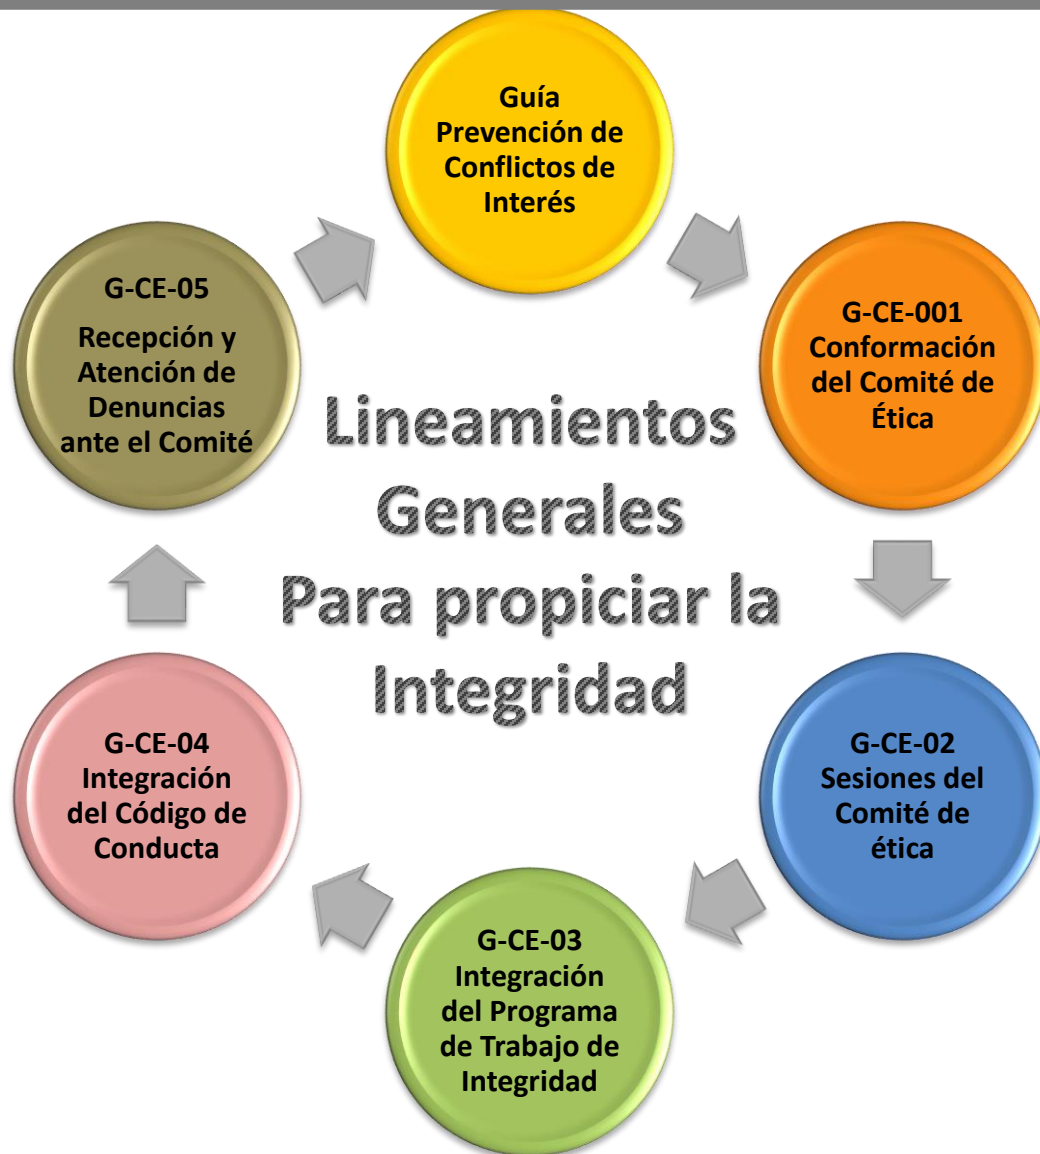 Guía
Prevención de
Conflictos de
Interés
G-CE-001
Conformación
del Comité de
Ética
G-CE-02
Sesiones del
Comité de
ética
G-CE-03
Integración
del Programa
de Trabajo de
Integridad
G-CE-04
Integración
del Código de
Conducta
G-CE-05
Recepción y
Atención de
Denuncias
ante el Comité
Lineamientos
Generales
Para propiciar la
Integridad